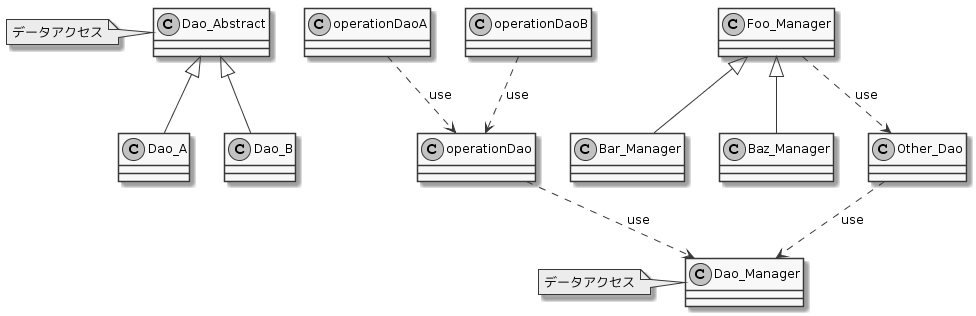 データアクセス
C Dao_Abstract
C operationDaoA
C operationDaoB
C Foo_Manager
use
use
use
C Dao_A
C Dao_B
C operationDao
C Bar_Manager
C Baz_Manager
C Other_Dao
use
use
データアクセス
C Dao_Manager